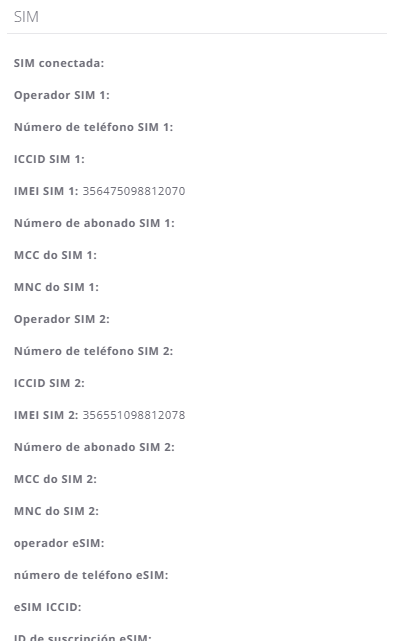 SIM
SIM conectada:
Operador SIM 1:
Número de teléfono SIM 1:
ICCID SIM 1:
IMEI SIM 1: 356475098812070
Número de abonado SIM 1:
MCC do SIM 1:
MNC do SIM 1:
Operador SIM 2:
Número de teléfono SIM 2:
ICCID SIM 2:
IMEI SIM 2: 356551098812078
Número de abonado SIM 2:
MCC do SIM 2:
MNC do SIM 2:
operador eSIM:
número de teléfono eSIM:
eSIM ICCID:
ID de suscripción eSIM: